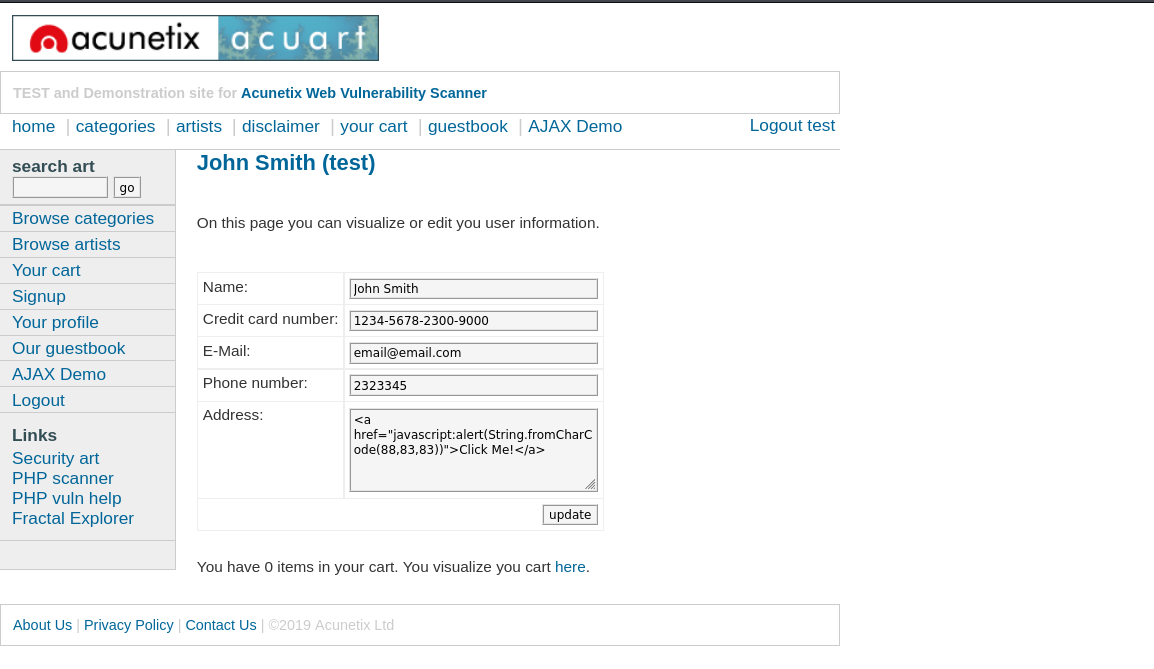 acunetix acuart
TEST and Demonstration site for Acunetix Web Vulnerability Scanner
home | categories | artists | disclaimer | your cart | guestbook | AJAX Demo
Logout test
search art
go
Browse categories
Browse artists
Your cart
Signup
Your profile
Our guestbook
AJAX Demo
Logout
Links
Security art
PHP scanner
PHP vuln help
Fractal Explorer
John Smith (test)
On this page you can visualize or edit you user information.
Name: John Smith
Credit card number: 1234-5678-2300-9000
E-Mail: email@email.com
Phone number: 2323345
Address: <a
href="javascript:alert(String.fromCharC
ode(88,83,83))">Click Me!</a>
update
You have 0 items in your cart. You visualize you cart here.
About Us | Privacy Policy | Contact Us | ©2019 Acunetix Ltd